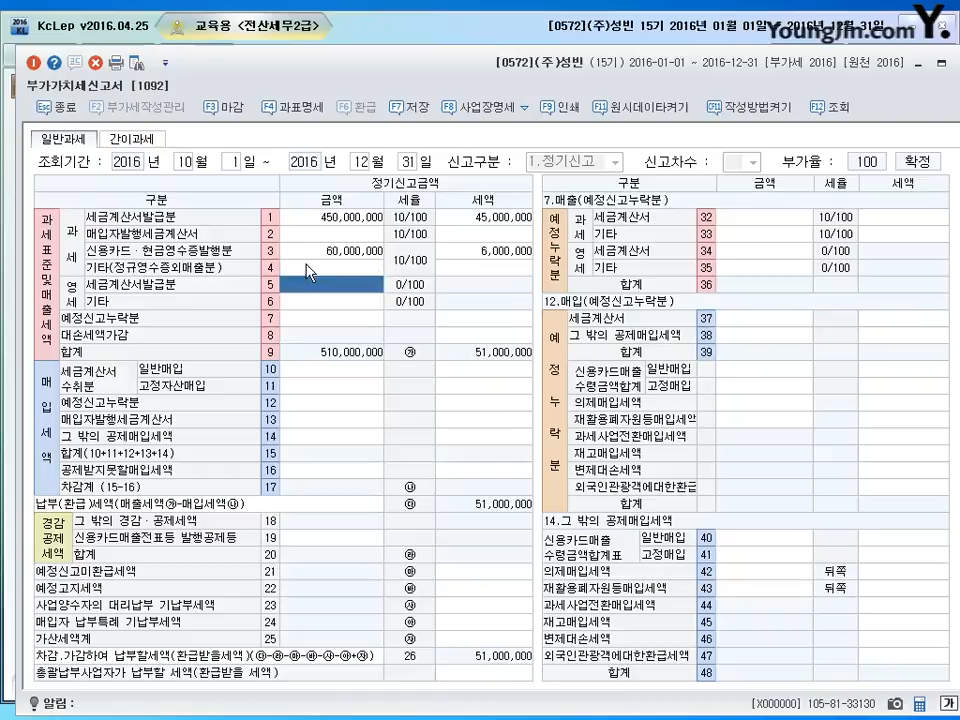 KcLep v2016.04.25 교육용 <전산세무2급> [0572](주)성빈 15기 2016년 01월 01일~ 2016년 12월 31일
YoungJin.com Y.
[0572](주)성빈 (15기) 2016-01-01 ~ 2016-12-31 [부가세 2016] [원천 2016]
부가가치세신고서 [1092]
Esc종료 F2 부가세작성관리 F3 마감 F4 과표명세 F6 환급 F7 저장 F8 사업장명세 F9 인쇄 F11원시데이타켜기 CF11작성방법켜기 F12 조회
일반과세 간이과세
조회기간 : 2016 년 10 월 1 일 ~ 2016 년 12 월 31 일 신고구분 : 1.정기신고 신고차수 : 부가율 : 100 확정
정기신고금액
구분 금액 세율 세액
과세표준및매출세액
과세 세금계산서발급분 1 450,000,000 10/100 45,000,000
매입자발행세금계산서 2 10/100
신용카드ㆍ현금영수증발행분 3 60,000,000 10/100 6,000,000
기타(정규영수증외매출분) 4
영세 세금계산서발급분 5 0/100
기타 6 0/100
예정신고누락분 7
대손세액가감 8
합계 9 510,000,000 ㉮ 51,000,000
매입세액
세금계산서 수취분 일반매입 10
고정자산매입 11
예정신고누락분 12
매입자발행세금계산서 13
그 밖의 공제매입세액 14
합계(10+11+12+13+14) 15
공제받지못할매입세액 16
차감계 (15-16) 17 ㉯
납부(환급)세액(매출세액㉮-매입세액㉯) ㉰ 51,000,000
경감공제세액
그 밖의 경감ㆍ공제세액 18
신용카드매출전표등 발행공제등 19
합계 20 ㉱
예정신고미환급세액 21 ㉲
예정고지세액 22 ㉳
사업양수자의 대리납부 기납부세액 23 ㉴
매입자 납부특례 기납부세액 24 ㉵
가산세액계 25 ㉶
차감.가감하여 납부할세액(환급받을세액)(㉰-㉱-㉲-㉳-㉴-㉵+㉶) 26 51,000,000
총괄납부사업자가 납부할 세액(환급받을 세액)
구분 금액 세율 세액
7.매출(예정신고누락분)
예정누락분
과세 세금계산서 32 10/100
기타 33 10/100
영세 세금계산서 34 0/100
기타 35 0/100
합계 36
12.매입(예정신고누락분)
예정누락분
세금계산서 37
그 밖의 공제매입세액 38
합계 39
신용카드매출 수령금액합계 일반매입
고정매입
의제매입세액
재활용폐자원등매입세액
과세사업전환매입세액
재고매입세액
변제대손세액
외국인관광객에대한환급
합계
14.그 밖의 공제매입세액
신용카드매출 수령금액합계표 일반매입 40
고정매입 41
의제매입세액 42 뒤쪽
재활용폐자원등매입세액 43 뒤쪽
과세사업전환매입세액 44
재고매입세액 45
변제대손세액 46
외국인관광객에대한환급세액 47
합계 48
알림 : [X000000] 105-81-33130 가